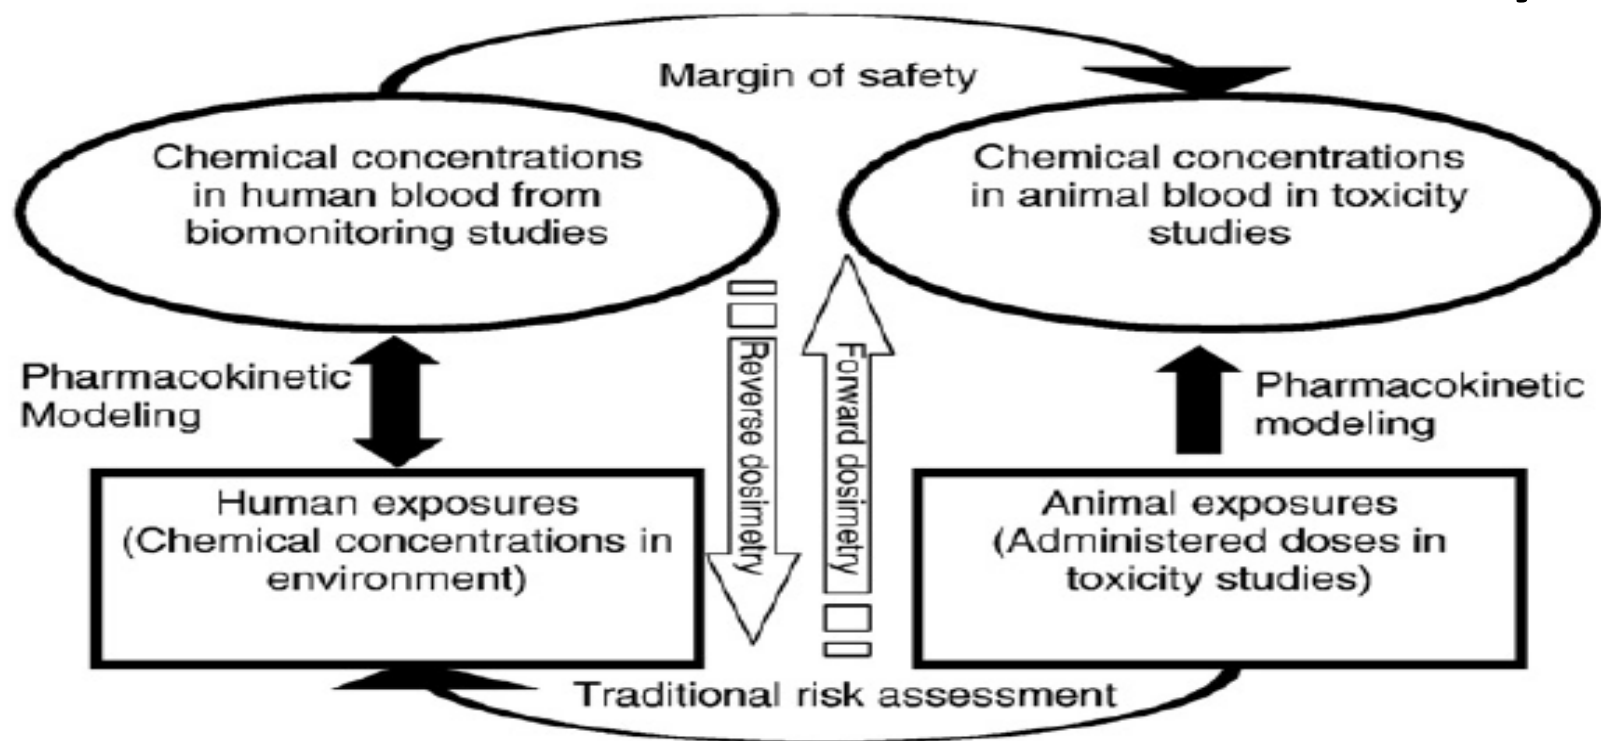 Margin of safety
Chemical concentrations
in human blood from
biomonitoring studies
Chemical concentrations
in animal blood in toxicity
studies
Pharmacokinetic
Modeling
Reverse dosimetry
Forward dosimetry
Pharmacokinetic
modeling
Human exposures
(Chemical concentrations in
environment)
Animal exposures
(Administered doses in
toxicity studies)
Traditional risk assessment